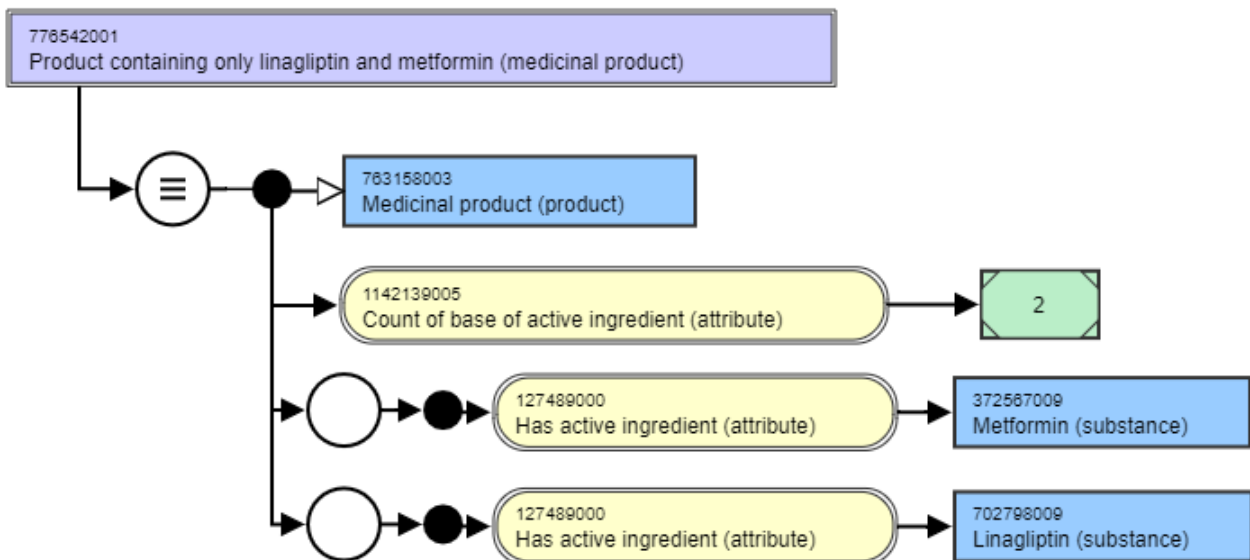 776542001
Product containing only linagliptin and metformin (medicinal product)
763158003
Medicinal product (product)
1142139005
Count of base of active ingredient (attribute)
2
127489000
Has active ingredient (attribute)
372567009
Metformin (substance)
127489000
Has active ingredient (attribute)
702798009
Linagliptin (substance)